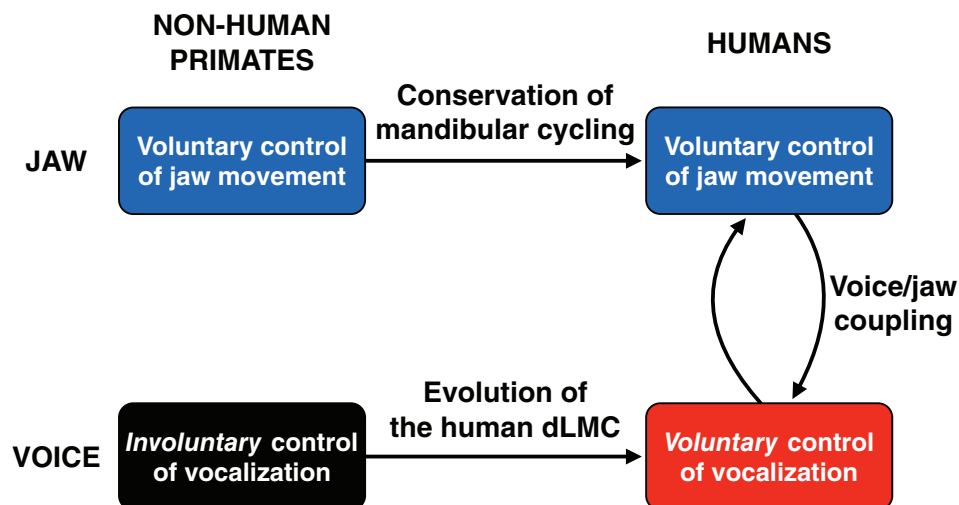 NON-HUMAN
PRIMATES
HUMANS
JAW
Voluntary control
of jaw movement
Conservation of
mandibular cycling
Voluntary control
of jaw movement
Voice/jaw
coupling
VOICE
Involuntary control
of vocalization
Evolution of
the human dLMC
Voluntary control
of vocalization